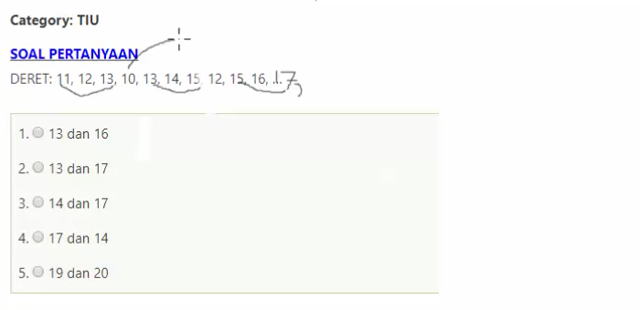 Category: TIU
SOAL PERTANYAAN
DERET: 11, 12, 13, 10, 13, 14, 15, 12, 15, 16, ... 17,
1. 13 dan 16
2. 13 dan 17
3. 14 dan 17
4. 17 dan 14
5. 19 dan 20